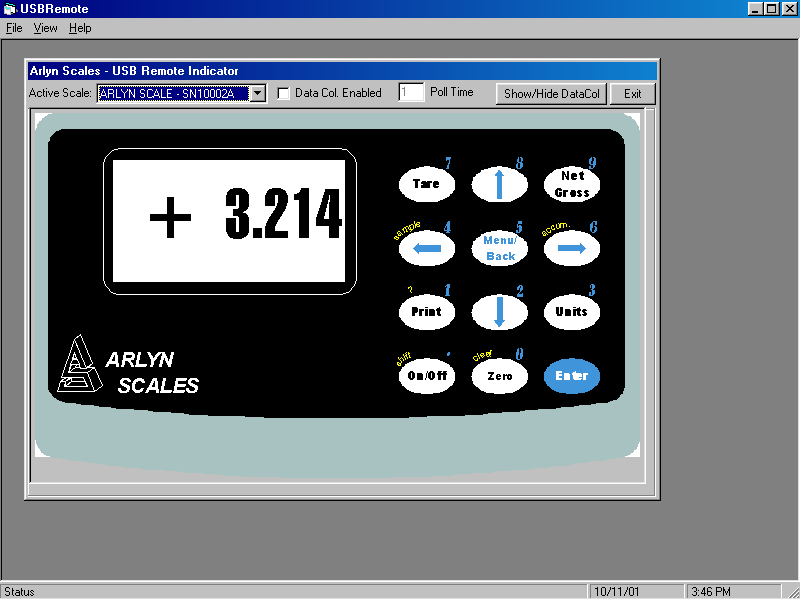 USBRemote
File View Help
Arlyn Scales - USB Remote Indicator
Active Scale: ARLYN SCALE - SN10002A Data Col. Enabled 1 Poll Time Show/Hide DataCol Exit
+ 3.214
7 8 9
Tare Net
Gross
sample 4 5 accum. 6
Menu/
Back
? 1 2 3
Print Units
shift . clear 0
On/Off Zero Enter
ARLYN
SCALES
Status 10/11/01 3:46 PM